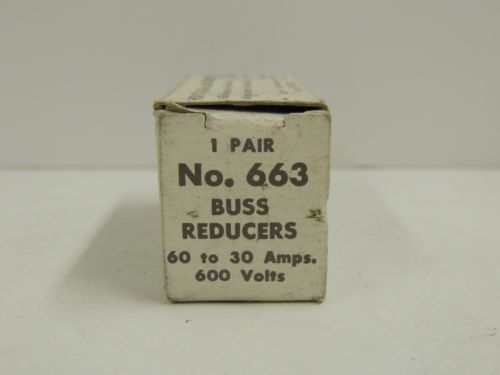 1 PAIR
No. 663
BUSS
REDUCERS
60 to 30 Amps.
600 Volts